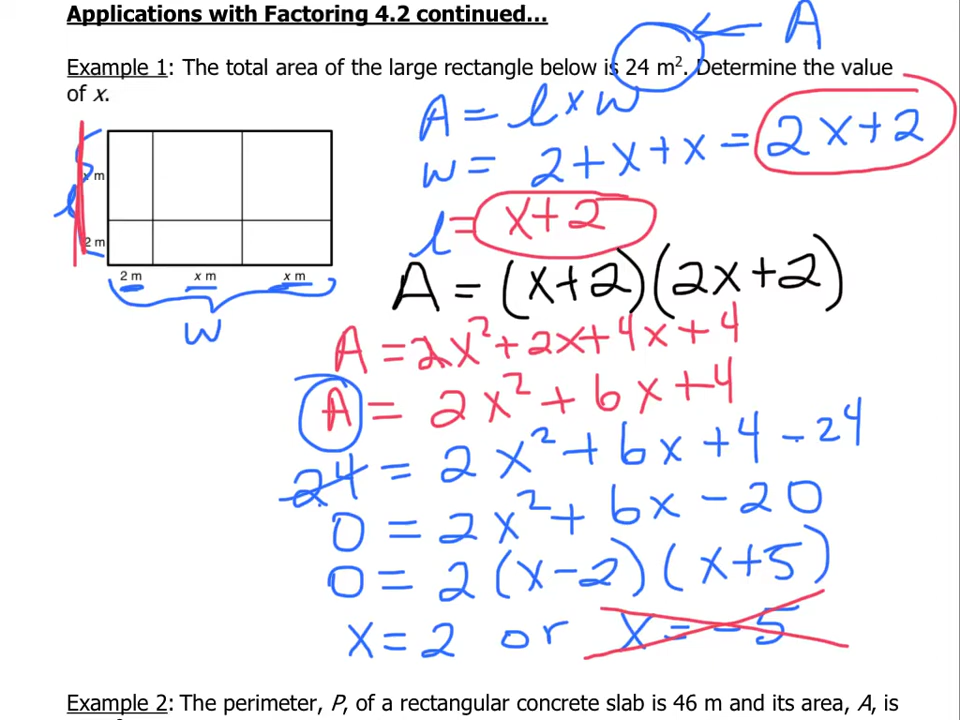 Applications with Factoring 4.2 continued…
Example 1: The total area of the large rectangle below is 24 m². Determine the value
of x.
A
A = l x w
w = 2 + x + x = 2x+2
l = x+2
x m
l
2 m
2 m x m x m
w
A = (x+2)(2x+2)
A = 2x² + 2x + 4x + 4
A = 2x² + 6x + 4
24 = 2x² + 6x + 4 - 24
0 = 2x² + 6x - 20
0 = 2 (x-2) (x+5)
x = 2 or x = -5
Example 2: The perimeter, P, of a rectangular concrete slab is 46 m and its area, A, is